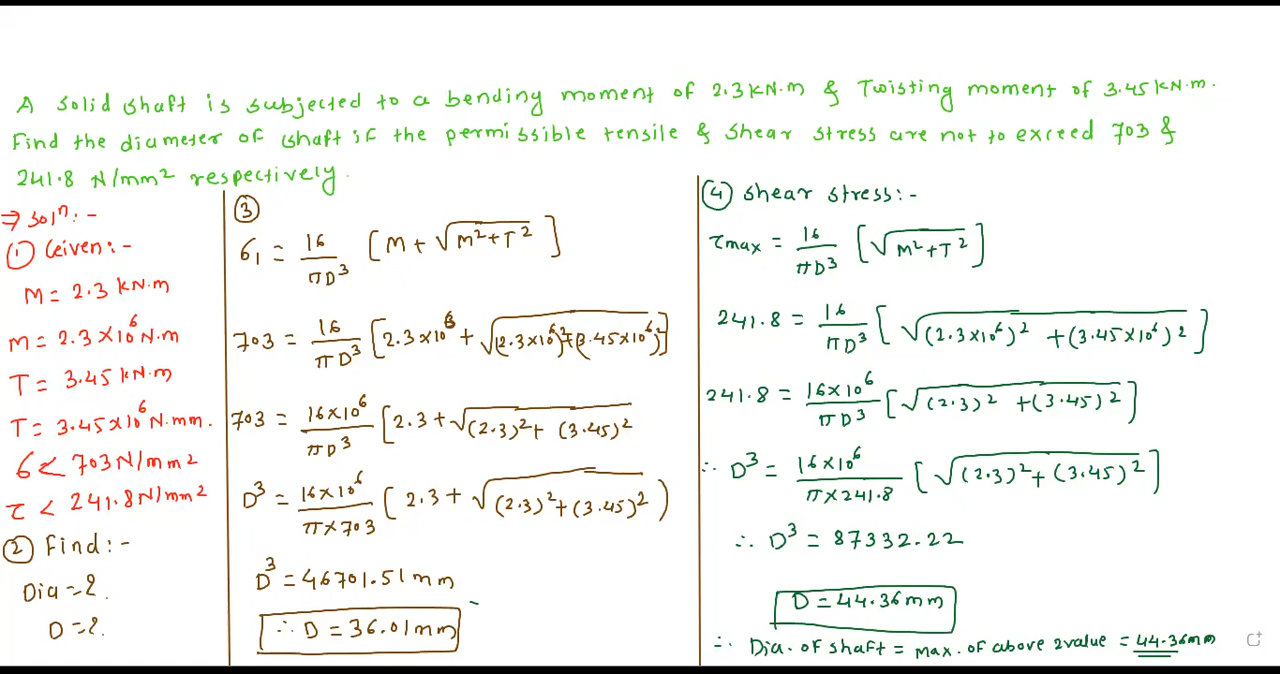 A solid shaft is subjected to a bending moment of 2.3 kN.m & Twisting moment of 3.45 kN.m.
Find the diameter of shaft if the permissible tensile & shear stress are not to exceed 703 &
241.8 N/mm2 respectively.
⇒ Solⁿ:-
① Given:-
M = 2.3 kN.m
M = 2.3×10⁶ N.m
T = 3.45 kN.m
T = 3.45×10⁶ N.mm.
σ < 703 N/mm2
τ < 241.8 N/mm2
② Find:-
Dia = ?.
D = ?.
③
σ₁ = 16/πD³ [M + √(M² + T²)]
703 = 16/πD³ [2.3×10⁶ + √((2.3×10⁶)² + (3.45×10⁶)²)]
703 = 16×10⁶/πD³ [2.3 + √((2.3)² + (3.45)²)
D³ = 16×10⁶/π×703 [2.3 + √((2.3)² + (3.45)²))
D³ = 46701.51 mm
∴ D = 36.01 mm
④ Shear stress:-
τmax = 16/πD³ [√(M² + T²)]
241.8 = 16/πD³ [√((2.3×10⁶)² + (3.45×10⁶)²)]
241.8 = 16×10⁶/πD³ [√((2.3)² + (3.45)²)]
∴ D³ = 16×10⁶/π×241.8 [√((2.3)² + (3.45)²)]
∴ D³ = 87332.22
D = 44.36 mm
∴ Dia. of shaft = max. of above 2 value = 44.36 mm